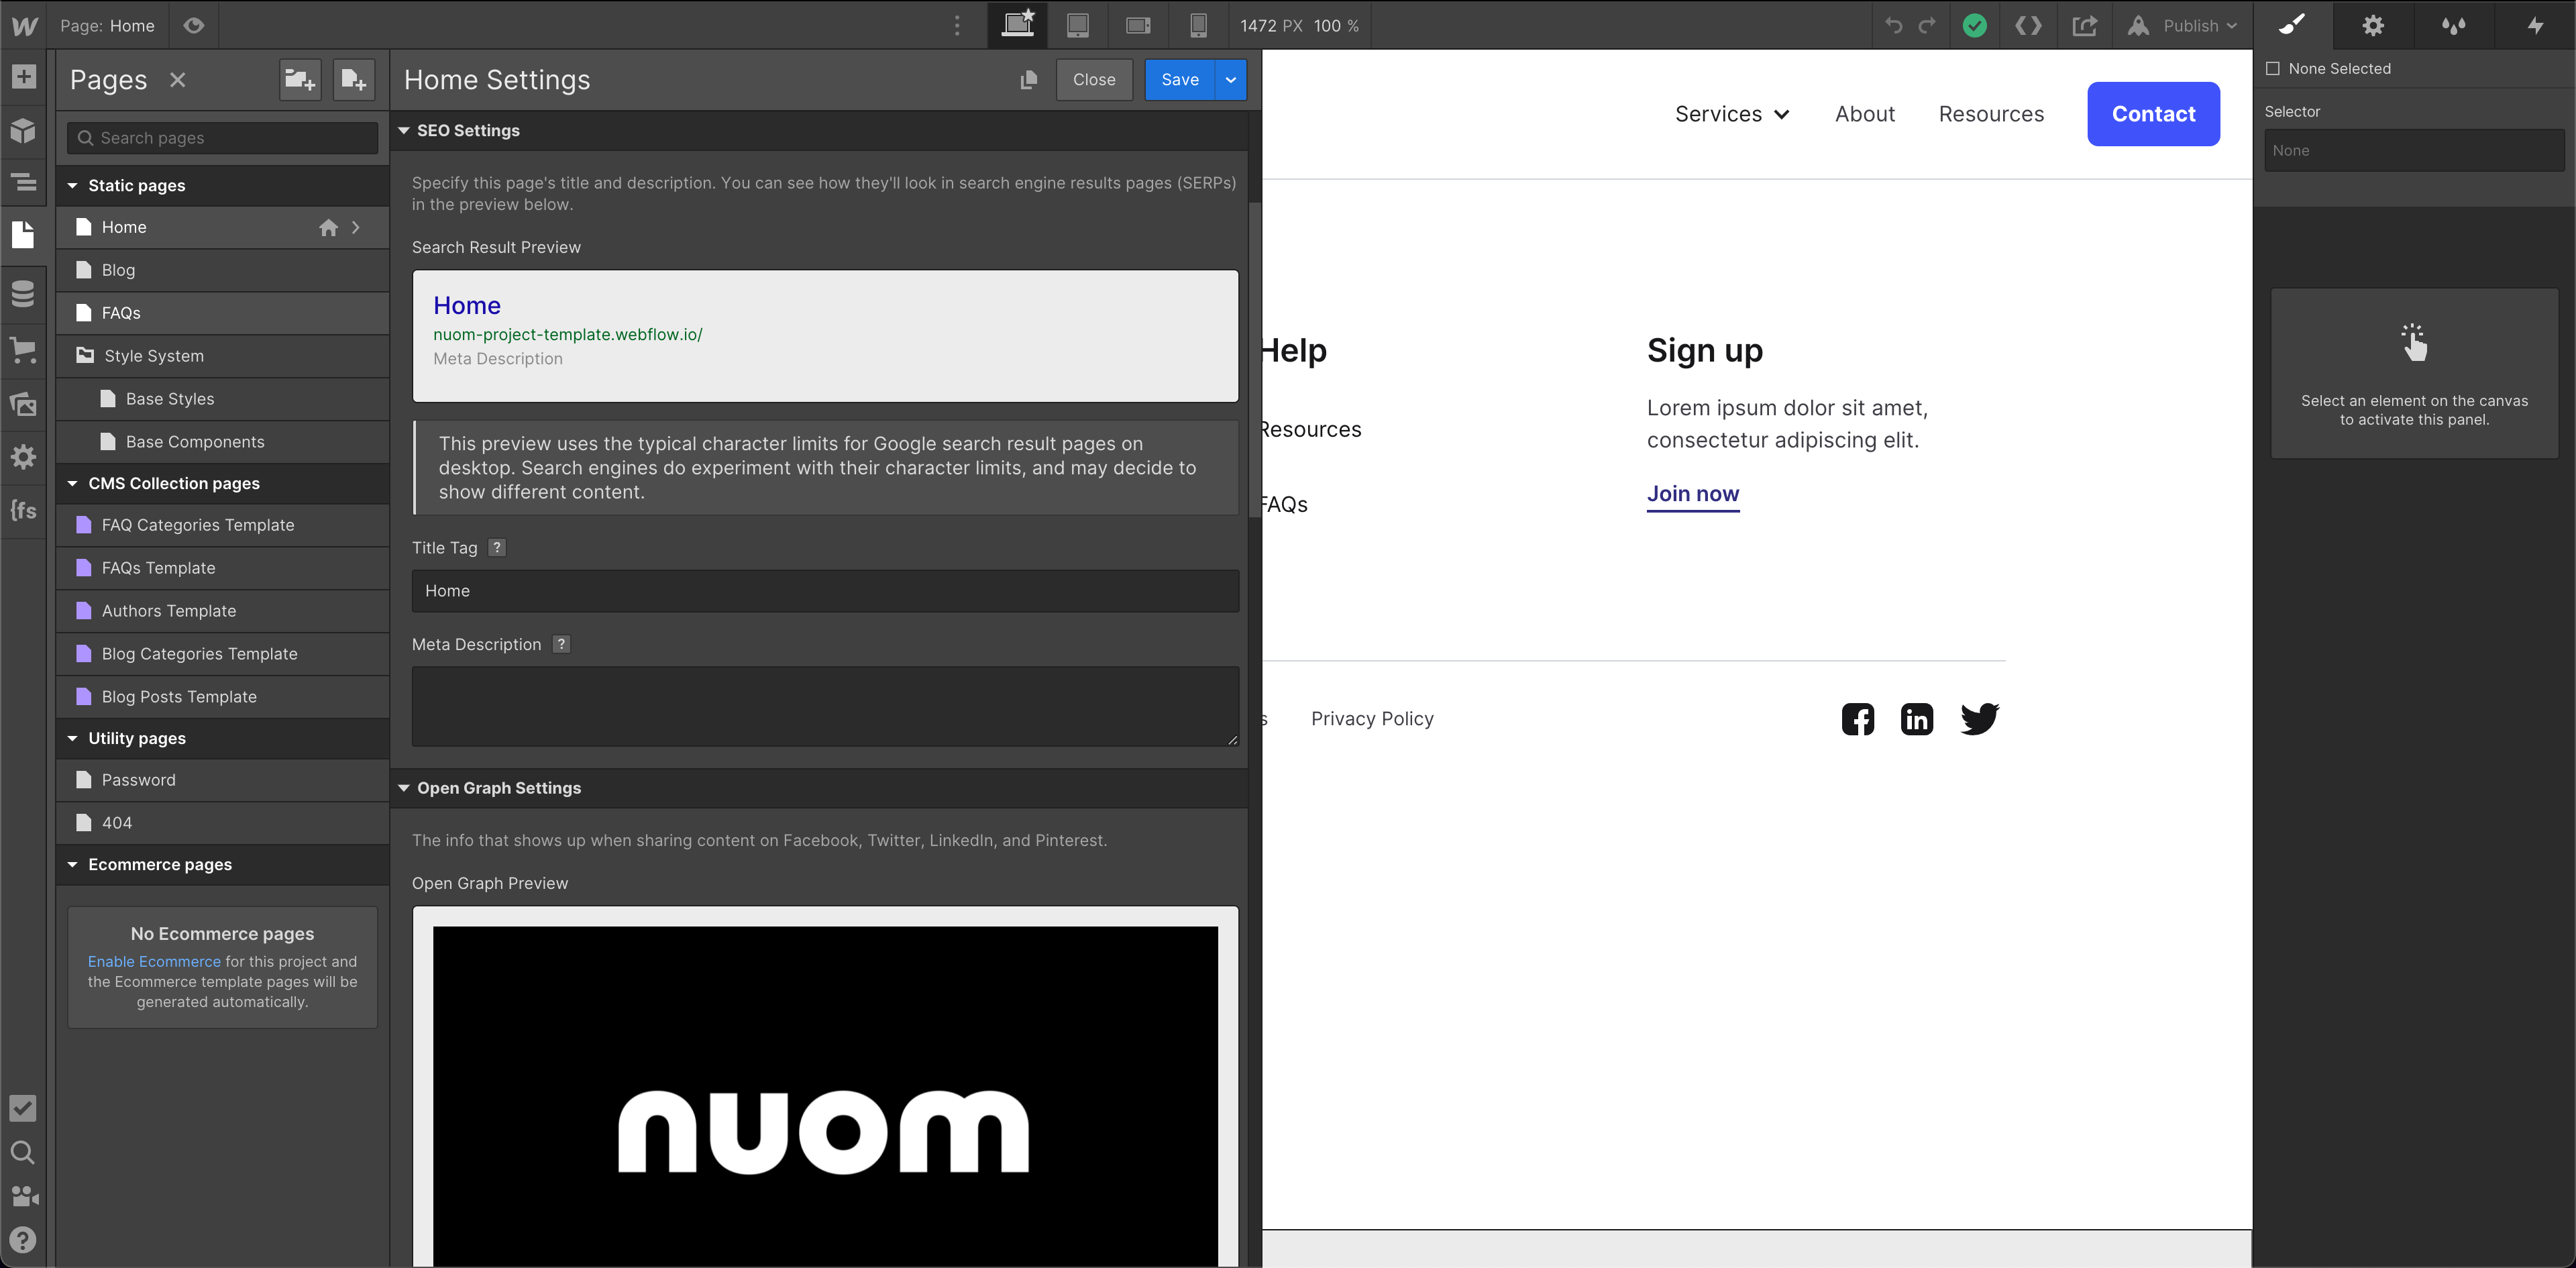 Page: Home
1472 PX 100 %
Publish
Pages
Search pages
Static pages
Home
Blog
FAQs
Style System
Base Styles
Base Components
CMS Collection pages
FAQ Categories Template
FAQs Template
Authors Template
Blog Categories Template
Blog Posts Template
Utility pages
Password
404
Ecommerce pages
No Ecommerce pages
Enable Ecommerce for this project and
the Ecommerce template pages will be
generated automatically.
{fs
Home Settings
Close
Save
SEO Settings
Specify this page's title and description. You can see how they'll look in search engine results pages (SERPs)
in the preview below.
Search Result Preview
Home
nuom-project-template.webflow.io/
Meta Description
This preview uses the typical character limits for Google search result pages on
desktop. Search engines do experiment with their character limits, and may decide to
show different content.
Title Tag ?
Home
Meta Description ?
Open Graph Settings
The info that shows up when sharing content on Facebook, Twitter, LinkedIn, and Pinterest.
Open Graph Preview
nuom
Services
About
Resources
Contact
Help
Resources
FAQs
Sign up
Lorem ipsum dolor sit amet,
consectetur adipiscing elit.
Join now
s
Privacy Policy
None Selected
Selector
None
Select an element on the canvas
to activate this panel.